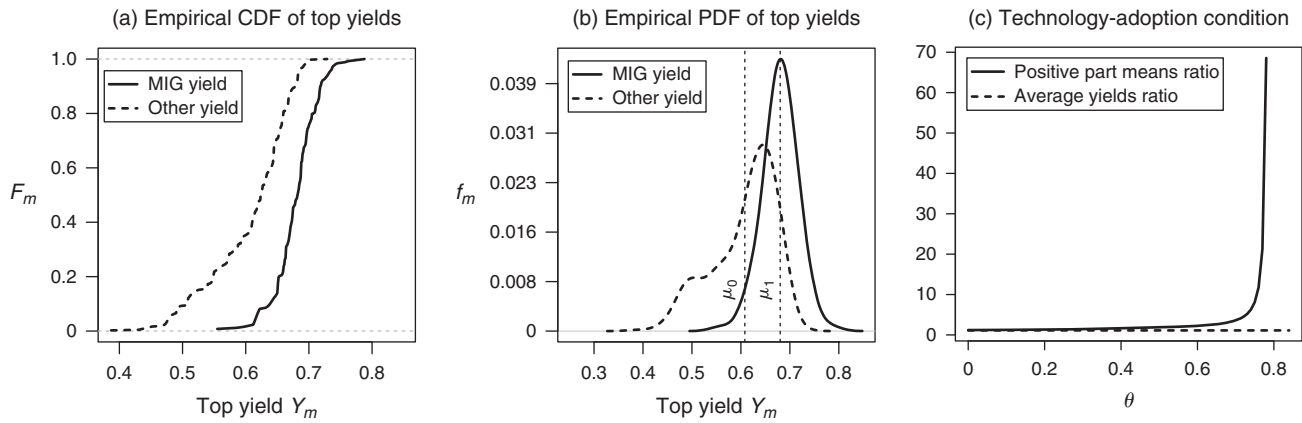 (a) Empirical CDF of top yields
1.0
0.8
0.6
0.4
0.2
0
F_m
MIG yield
Other yield
0.4 0.5 0.6 0.7 0.8
Top yield Y_m
(b) Empirical PDF of top yields
0.039
0.031
0.023
0.016
0.008
0
f_m
MIG yield
Other yield
μ_0
μ_1
0.3 0.4 0.5 0.6 0.7 0.8
Top yield Y_m
(c) Technology-adoption condition
70
60
50
40
30
20
10
0
Positive part means ratio
Average yields ratio
0 0.2 0.4 0.6 0.8
θ